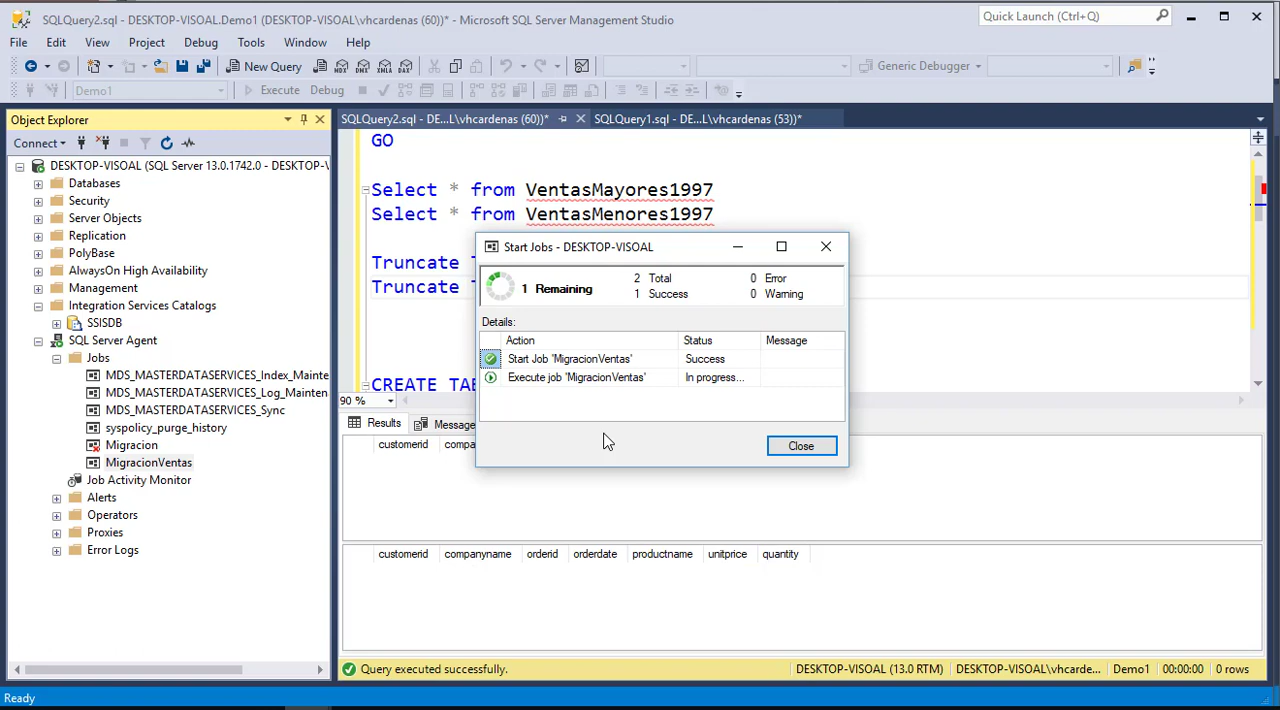 SQLQuery2.sql - DESKTOP-VISOAL.Demo1 (DESKTOP-VISOAL\vhcardenas (60))* - Microsoft SQL Server Management Studio
Quick Launch (Ctrl+Q)
File Edit View Project Debug Tools Window Help
New Query
MDX DMX XMLA DAX
Generic Debugger
Demo1
Execute Debug
Object Explorer
SQLQuery2.sql - DE...L\vhcardenas (60))*
SQLQuery1.sql - DE...L\vhcardenas (53))*
Connect
DESKTOP-VISOAL (SQL Server 13.0.1742.0 - DESKTOP-V
Databases
Security
Server Objects
Replication
PolyBase
AlwaysOn High Availability
Management
Integration Services Catalogs
SSISDB
SQL Server Agent
Jobs
MDS_MASTERDATASERVICES_Index_Mainte
MDS_MASTERDATASERVICES_Log_Mainten
MDS_MASTERDATASERVICES_Sync
syspolicy_purge_history
Migracion
MigracionVentas
Job Activity Monitor
Alerts
Operators
Proxies
Error Logs
GO
Select * from VentasMayores1997
Select * from VentasMenores1997
Truncate T
Truncate T
CREATE TA
90 %
Start Jobs - DESKTOP-VISOAL
1 Remaining
2 Total
0 Error
1 Success
0 Warning
Details:
Action Status Message
Start Job 'MigracionVentas' Success
Execute job 'MigracionVentas' In progress...
Close
Results Message
customerid compa
customerid companyname orderid orderdate productname unitprice quantity
Query executed successfully.
DESKTOP-VISOAL (13.0 RTM) DESKTOP-VISOAL\vhcarde... Demo1 00:00:00 0 rows
Ready